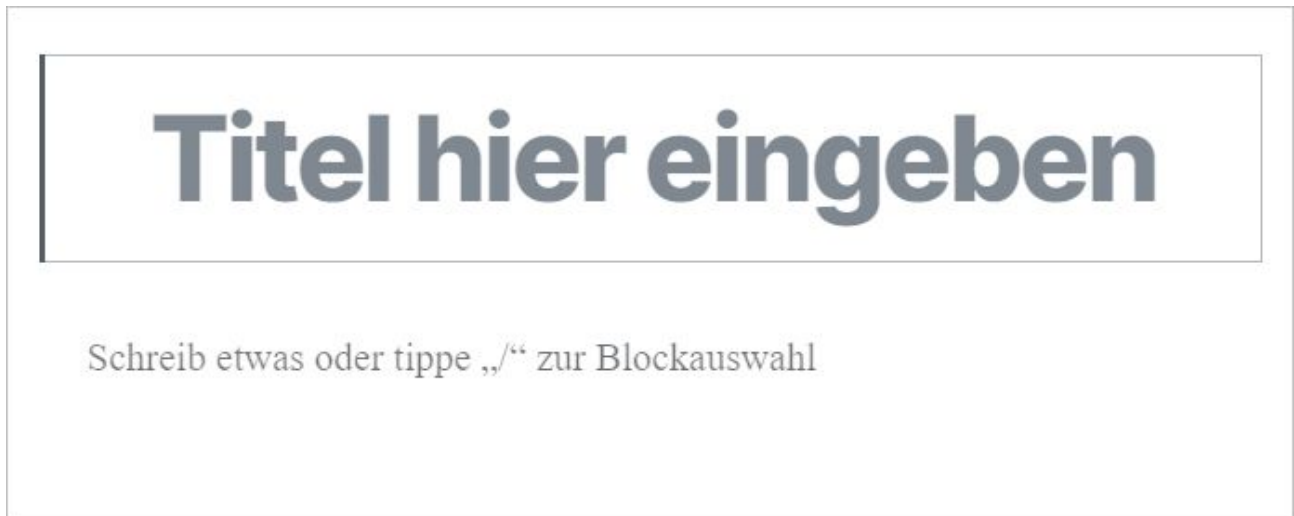 Titel hier eingeben
Schreib etwas oder tippe „/“ zur Blockauswahl